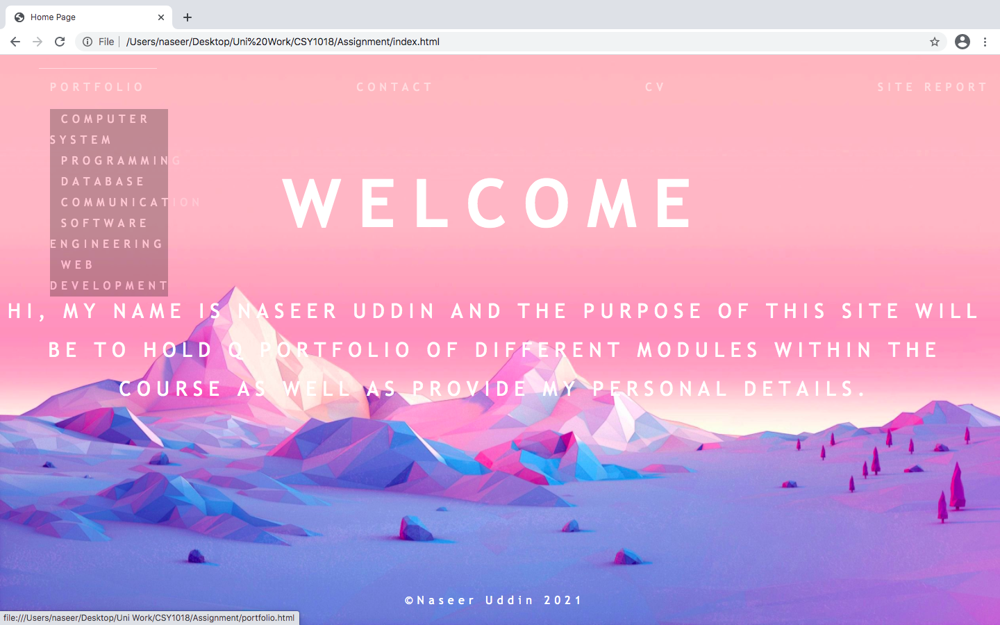 Home Page
File
/Users/naseer/Desktop/Uni%20Work/CSY1018/Assignment/index.html
PORTFOLIO
CONTACT
CV
SITE REPORT
COMPUTER
SYSTEM
PROGRAMMING
DATABASE
COMMUNICATION
SOFTWARE
ENGINEERING
WEB
DEVELOPMENT
WELCOME
HI, MY NAME IS NASEER UDDIN AND THE PURPOSE OF THIS SITE WILL
BE TO HOLD Q PORTFOLIO OF DIFFERENT MODULES WITHIN THE
COURSE AS WELL AS PROVIDE MY PERSONAL DETAILS.
©Naseer Uddin 2021
file:///Users/naseer/Desktop/Uni Work/CSY1018/Assignment/portfolio.html